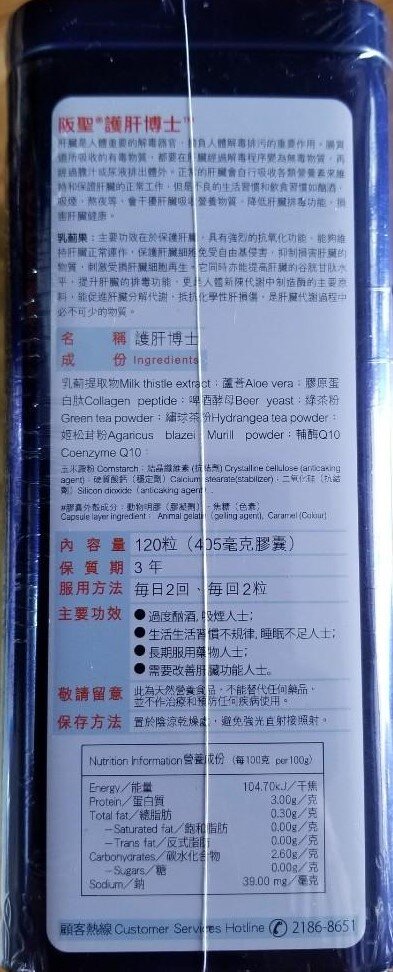 阪聖®護肝博士™
肝臟是人體重要的解毒器官，擔負人體解毒排污的重要作用。腸胃
道所吸收的有毒物質，都要在肝臟經過解毒程序變為無毒物質，再
經過膽汁或尿液排出體外。正常的肝臟會自行吸收各類營養素來維
持和保護肝臟的正常工作，但是不良的生活習慣和飲食習慣如酗酒，
吸煙，熬夜等，會干擾肝臟吸收營養物質，降低肝臟排毒功能，損
害肝臟健康。
乳薊果：主要功效在於保護肝臟，具有強烈的抗氧化功能，能夠維
持肝臟正常運作，保護肝臟細胞免受自由基侵害，抑制損害肝臟的
物質，刺激受損肝臟細胞再生。它同時亦能提高肝臟的谷胱甘肽水
平，提升肝臟的排毒功能，更是人體新陳代謝中制造酶的主要原
料，能促進肝臟分解代謝，抵抗化學性肝損傷，是肝臟代謝過程中
必不可少的物質。
名 稱 護肝博士
成 份 Ingredients
乳薊提取物Milk thistle extract；蘆薈Aloe vera；膠原蛋
白肽Collagen peptide；啤酒酵母Beer yeast；綠茶粉
Green tea powder；繡球茶粉Hydrangea tea powder；
姬松茸粉Agaricus blazei Murill powder；輔酶Q10
Coenzyme Q10；
玉米澱粉 Cornstarch；結晶纖維素 (抗結劑) Crystalline cellulose (anticaking
agent)；硬質酸鈣（穩定劑）Calcium stearate(stabilizer)；二氧化硅（抗結
劑）Silicon dioxide（anticaking agent）.
#膠囊外殼成分：動物明膠（膠凝劑）、焦糖（色素）
Capsule layer ingredient： Animal gelatin (gelling agent), Caramel (Colour)
內 容 量 120粒（405毫克膠囊）
保 質 期 3 年
服用方法 每日2回、每回2粒
主要功效 ●過度酗酒, 吸煙人士;
●生活生活習慣不規律, 睡眠不足人士;
●長期服用藥物人士;
●需要改善肝臟功能人士。
敬請留意 此為天然營養食品，不能替代任何藥品，
並不作治療和預防任何疾病使用。
保存方法 置於陰涼乾燥處，避免強光直射接照射。
Nutrition Information營養成份（每100克 per100g）
Energy／能量 104.70kJ／千焦
Protein／蛋白質 3.00g／克
Total fat／總脂肪 0.30g／克
－Saturated fat／飽和脂肪 0.00g／克
－Trans fat／反式脂肪 0.00g／克
Carbonhydrates／碳水化合物 2.60g／克
－Sugars／糖 0.00g／克
Sodium／鈉 39.00 mg／毫克
顧客熱線 Customer Services Hotline 2186-8651